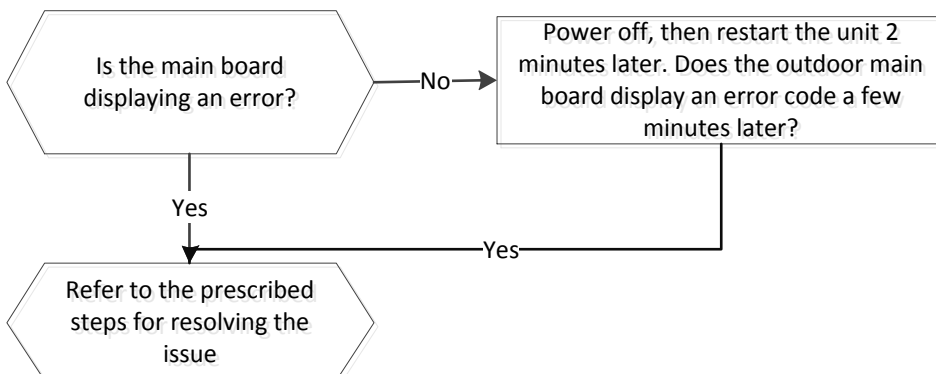 Is the main board
displaying an error?
No
Power off, then restart the unit 2
minutes later. Does the outdoor main
board display an error code a few
minutes later?
Yes
Yes
Refer to the prescribed
steps for resolving the
issue